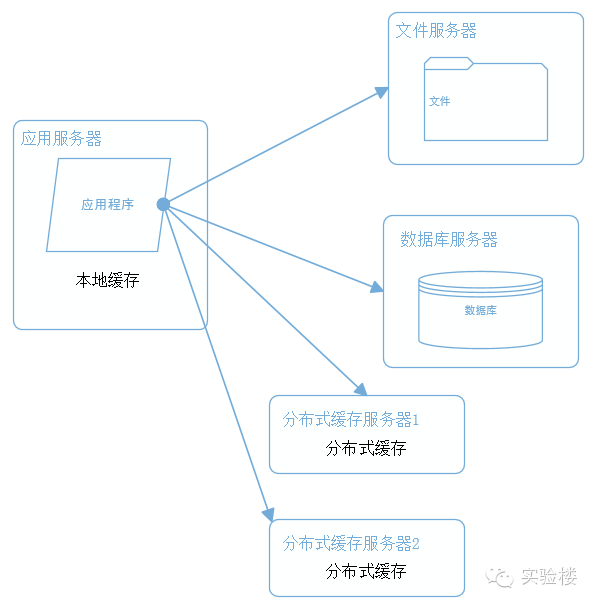 文件服务器
文件
应用服务器
应用程序
本地缓存
数据库服务器
数据库
分布式缓存服务器1
分布式缓存
分布式缓存服务器2
分布式缓存
实验楼